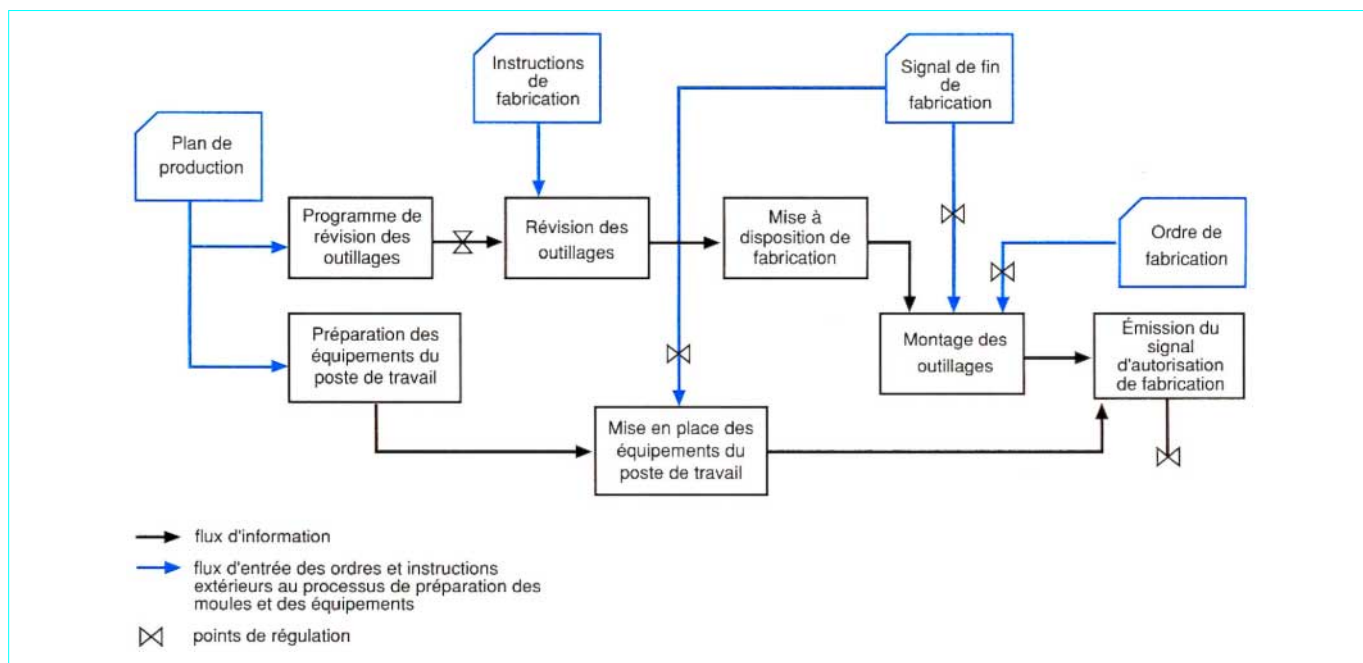 Instructions
de
fabrication
Signal de fin
de
fabrication
Plan de
production
Programme de
révision des
outillages
Révision des
outillages
Mise à
disposition de
fabrication
Ordre de
fabrication
Préparation des
équipements du
poste de travail
Montage des
outillages
Émission du
signal
d'autorisation
de fabrication
Mise en place des
équipements du
poste de travail
flux d'information
flux d'entrée des ordres et instructions
extérieurs au processus de préparation des
moules et des équipements
points de régulation